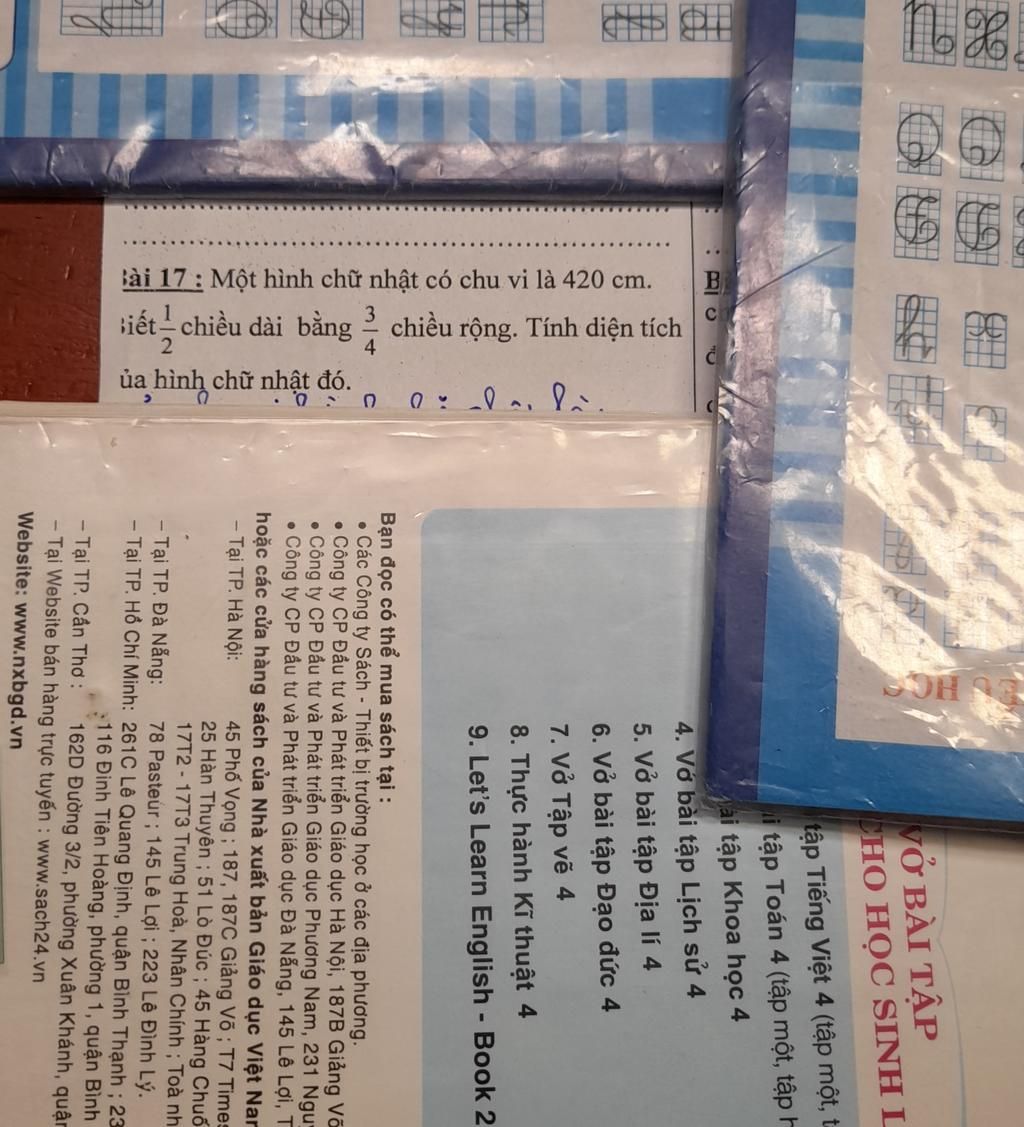 Bài 17 : Một hình chữ nhật có chu vi là 420 cm.
Biết 1/2 chiều dài bằng 3/4 chiều rộng. Tính diện tích
của hình chữ nhật đó.
VỞ BÀI TẬP
CHO HỌC SINH L
tập Tiếng Việt 4 (tập một, t
i tập Toán 4 (tập một, tập h
ài tập Khoa học 4
4. Vở bài tập Lịch sử 4
5. Vở bài tập Địa lí 4
6. Vở bài tập Đạo đức 4
7. Vở Tập vẽ 4
8. Thực hành Kĩ thuật 4
9. Let's Learn English - Book 2
Bạn đọc có thể mua sách tại :
• Các Công ty Sách - Thiết bị trường học ở các địa phương.
• Công ty CP Đầu tư và Phát triển Giáo dục Hà Nội, 187B Giảng Võ
• Công ty CP Đầu tư và Phát triển Giáo dục Phương Nam, 231 Ngu
• Công ty CP Đầu tư và Phát triển Giáo dục Đà Nẵng, 145 Lê Lợi, T
hoặc các cửa hàng sách của Nhà xuất bản Giáo dục Việt Nam
– Tại TP. Hà Nội: 45 Phố Vọng ; 187, 187C Giảng Võ ; T7 Times
25 Hàn Thuyên ; 51 Lò Đúc ; 45 Hàng Chuố
17T2 - 17T3 Trung Hoà, Nhân Chính ; Toà nh
– Tại TP. Đà Nẵng: 78 Pasteur ; 145 Lê Lợi ; 223 Lê Đình Lý.
– Tại TP. Hồ Chí Minh: 261C Lê Quang Định, quận Bình Thạnh ; 23
116 Đinh Tiên Hoàng, phường 1, quận Bình
– Tại TP. Cần Thơ : 162D Đường 3/2, phường Xuân Khánh, quận
– Tại Website bán hàng trực tuyến : www.sach24.vn
Website: www.nxbgd.vn